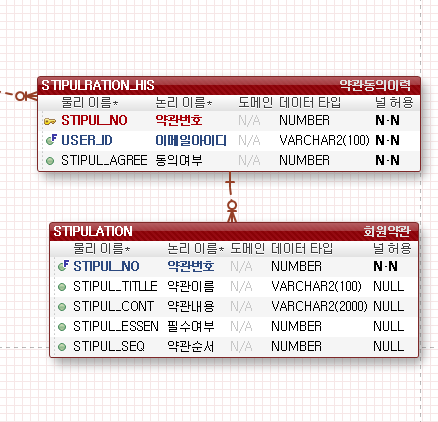 STIPULRATION_HIS 약관동의이력
물리 이름* 논리 이름* 도메인 데이터 타입 널 허용
STIPUL_NO 약관번호 N/A NUMBER N·N
USER_ID 이메일아이디 N/A VARCHAR2(100) N·N
STIPUL_AGREE 동의여부 N/A NUMBER N·N
STIPULATION 회원약관
물리 이름* 논리 이름* 도메인 데이터 타입 널 허용
STIPUL_NO 약관번호 N/A NUMBER N·N
STIPUL_TITLLE 약관이름 N/A VARCHAR2(100) NULL
STIPUL_CONT 약관내용 N/A VARCHAR2(2000) NULL
STIPUL_ESSEN 필수여부 N/A NUMBER NULL
STIPUL_SEQ 약관순서 N/A NUMBER NULL